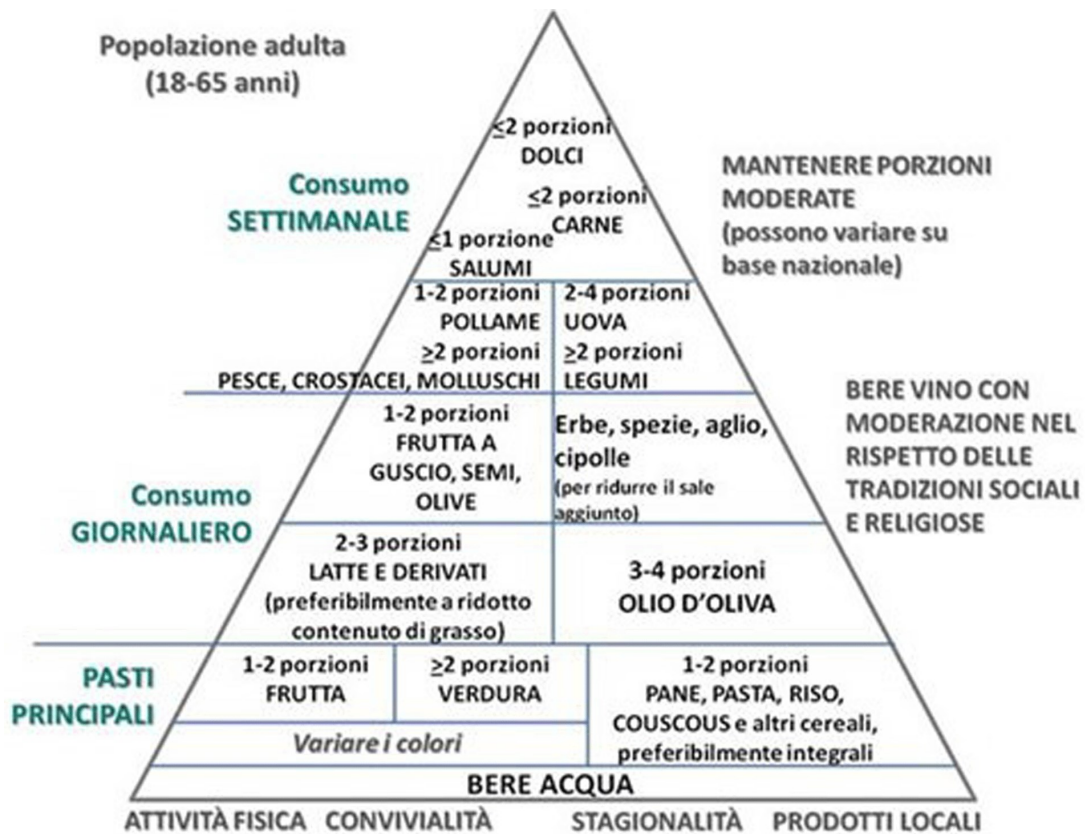 Popolazione adulta
(18-65 anni)
≤2 porzioni
DOLCI
Consumo
SETTIMANALE
≤2 porzioni
CARNE
≤1 porzione
SALUMI
MANTENERE PORZIONI
MODERATE
(possono variare su
base nazionale)
1-2 porzioni
POLLAME
2-4 porzioni
UOVA
≥2 porzioni
PESCE, CROSTACEI, MOLLUSCHI
≥2 porzioni
LEGUMI
BERE VINO CON
MODERAZIONE NEL
RISPETTO DELLE
TRADIZIONI SOCIALI
E RELIGIOSE
Consumo
GIORNALIERO
1-2 porzioni
FRUTTA A
GUSCIO, SEMI,
OLIVE
Erbe, spezie, aglio,
cipolle
(per ridurre il sale
aggiunto)
2-3 porzioni
LATTE E DERIVATI
(preferibilmente a ridotto
contenuto di grasso)
3-4 porzioni
OLIO D'OLIVA
PASTI
PRINCIPALI
1-2 porzioni
FRUTTA
≥2 porzioni
VERDURA
1-2 porzioni
PANE, PASTA, RISO,
COUSCOUS e altri cereali,
preferibilmente integrali
Variare i colori
BERE ACQUA
ATTIVITÀ FISICA CONVIVIALITÀ STAGIONALITÀ PRODOTTI LOCALI